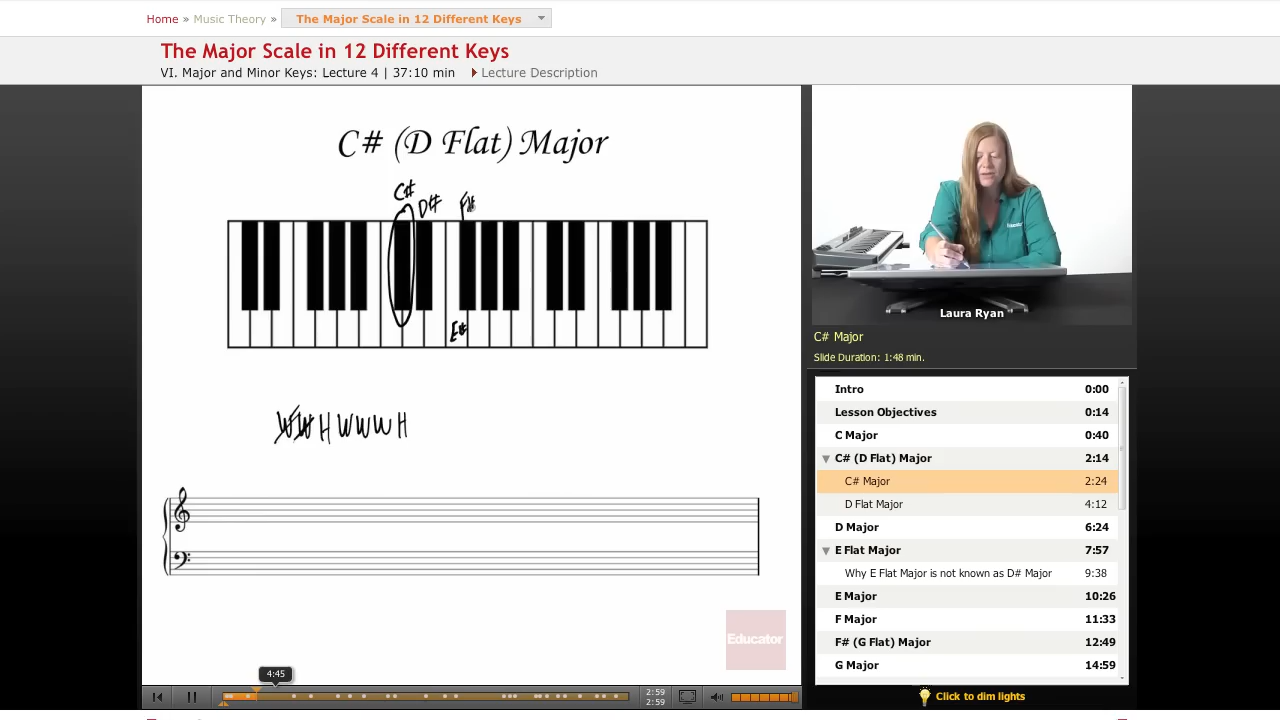 Home » Music Theory » The Major Scale in 12 Different Keys
The Major Scale in 12 Different Keys
VI. Major and Minor Keys: Lecture 4 | 37:10 min Lecture Description
C# (D Flat) Major
C#
D# F#
E#
WWHWWWH
Educator
Educator
Laura Ryan
C# Major
Slide Duration: 1:48 min.
Intro 0:00
Lesson Objectives 0:14
C Major 0:40
C# (D Flat) Major 2:14
C# Major 2:24
D Flat Major 4:12
D Major 6:24
E Flat Major 7:57
Why E Flat Major is not known as D# Major 9:38
E Major 10:26
F Major 11:33
F# (G Flat) Major 12:49
G Major 14:59
4:45
2:59
2:59
Click to dim lights